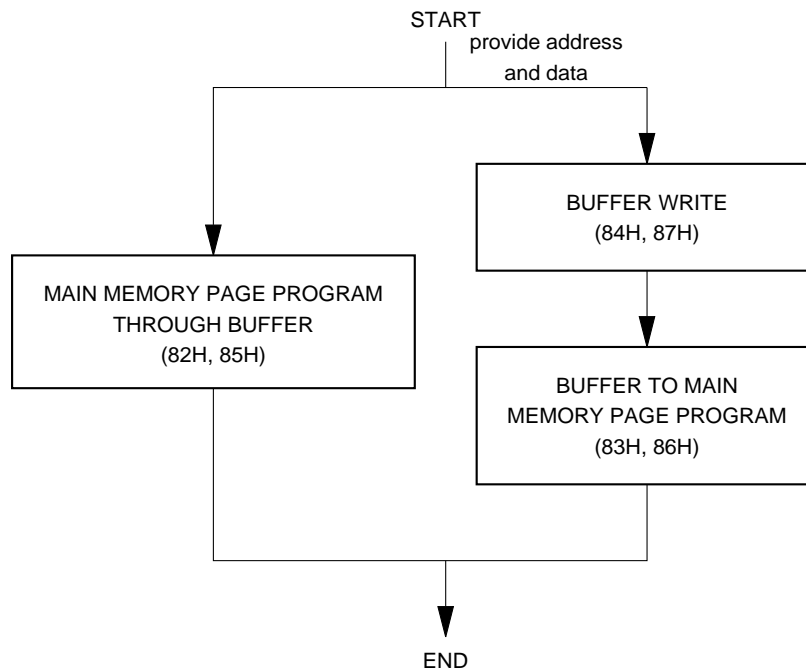 START
provide address
and data
BUFFER WRITE
(84H, 87H)
MAIN MEMORY PAGE PROGRAM
THROUGH BUFFER
(82H, 85H)
BUFFER TO MAIN
MEMORY PAGE PROGRAM
(83H, 86H)
END